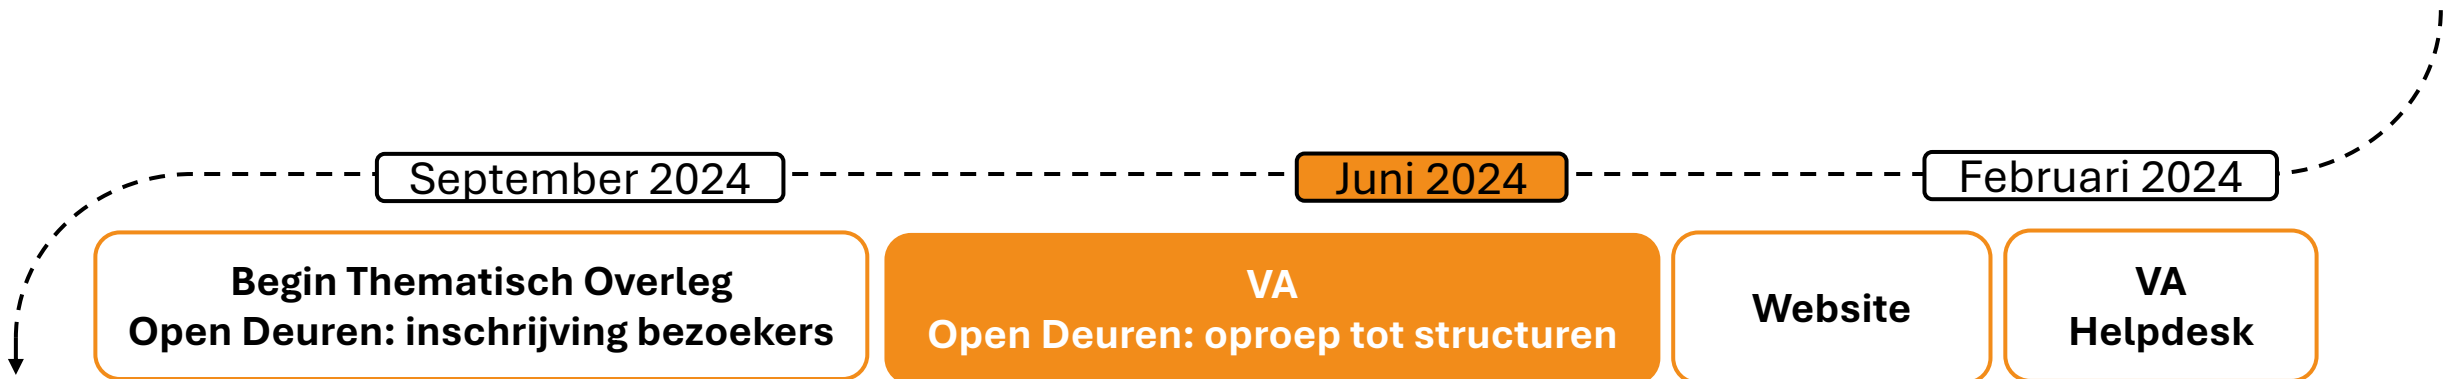 September 2024
Juni 2024
Februari 2024
Begin Thematisch Overleg
Open Deuren: inschrijving bezoekers
VA
Open Deuren: oproep tot structuren
Website
VA
Helpdesk